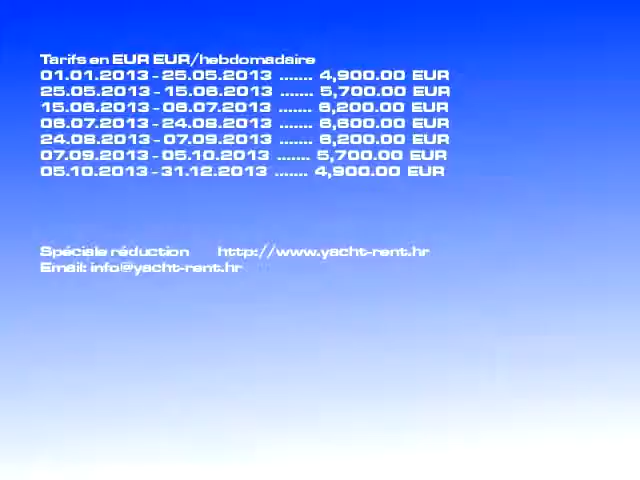 Tarifs en EUR EUR/hebdomadaire
01.01.2013 - 25.05.2013 ....... 4,900.00 EUR
25.05.2013 - 15.06.2013 ....... 5,700.00 EUR
15.06.2013 - 06.07.2013 ....... 6,200.00 EUR
06.07.2013 - 24.08.2013 ....... 6,600.00 EUR
24.08.2013 - 07.09.2013 ....... 6,200.00 EUR
07.09.2013 - 05.10.2013 ....... 5,700.00 EUR
05.10.2013 - 31.12.2013 ....... 4,900.00 EUR
Spéciale réduction http://www.yacht-rent.hr
Email: info@yacht-rent.hr